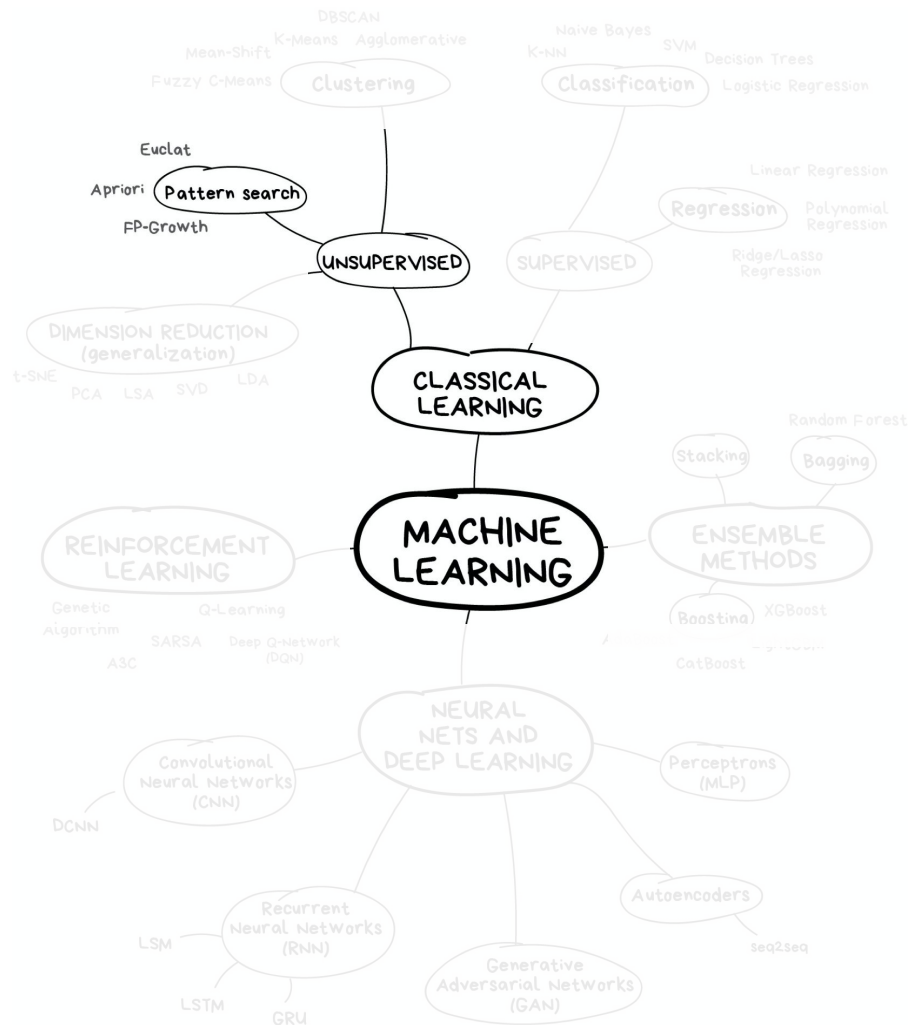 DBSCAN
K-Means Agglomerative
Mean-Shift
Fuzzy C-Means
Clustering
Naive Bayes
K-NN
SVM
Decision Trees
Classification
Logistic Regression
Euclat
Apriori
Pattern search
FP-Growth
Linear Regression
Regression
Polynomial
Regression
Ridge/Lasso
Regression
UNSUPERVISED
SUPERVISED
DIMENSION REDUCTION
(generalization)
t-SNE
PCA
LSA
SVD
LDA
CLASSICAL
LEARNING
Random Forest
Stacking
Bagging
MACHINE
LEARNING
REINFORCEMENT
LEARNING
ENSEMBLE
METHODS
Genetic
Algorithm
Q-Learning
SARSA
Deep Q-Network
(DQN)
A3C
Boosting
XGBoost
CatBoost
NEURAL
NETS AND
DEEP LEARNING
Convolutional
Neural Networks
(CNN)
DCNN
Perceptrons
(MLP)
Autoencoders
seq2seq
Recurrent
Neural Networks
(RNN)
LSM
LSTM
GRU
Generative
Adversarial Networks
(GAN)